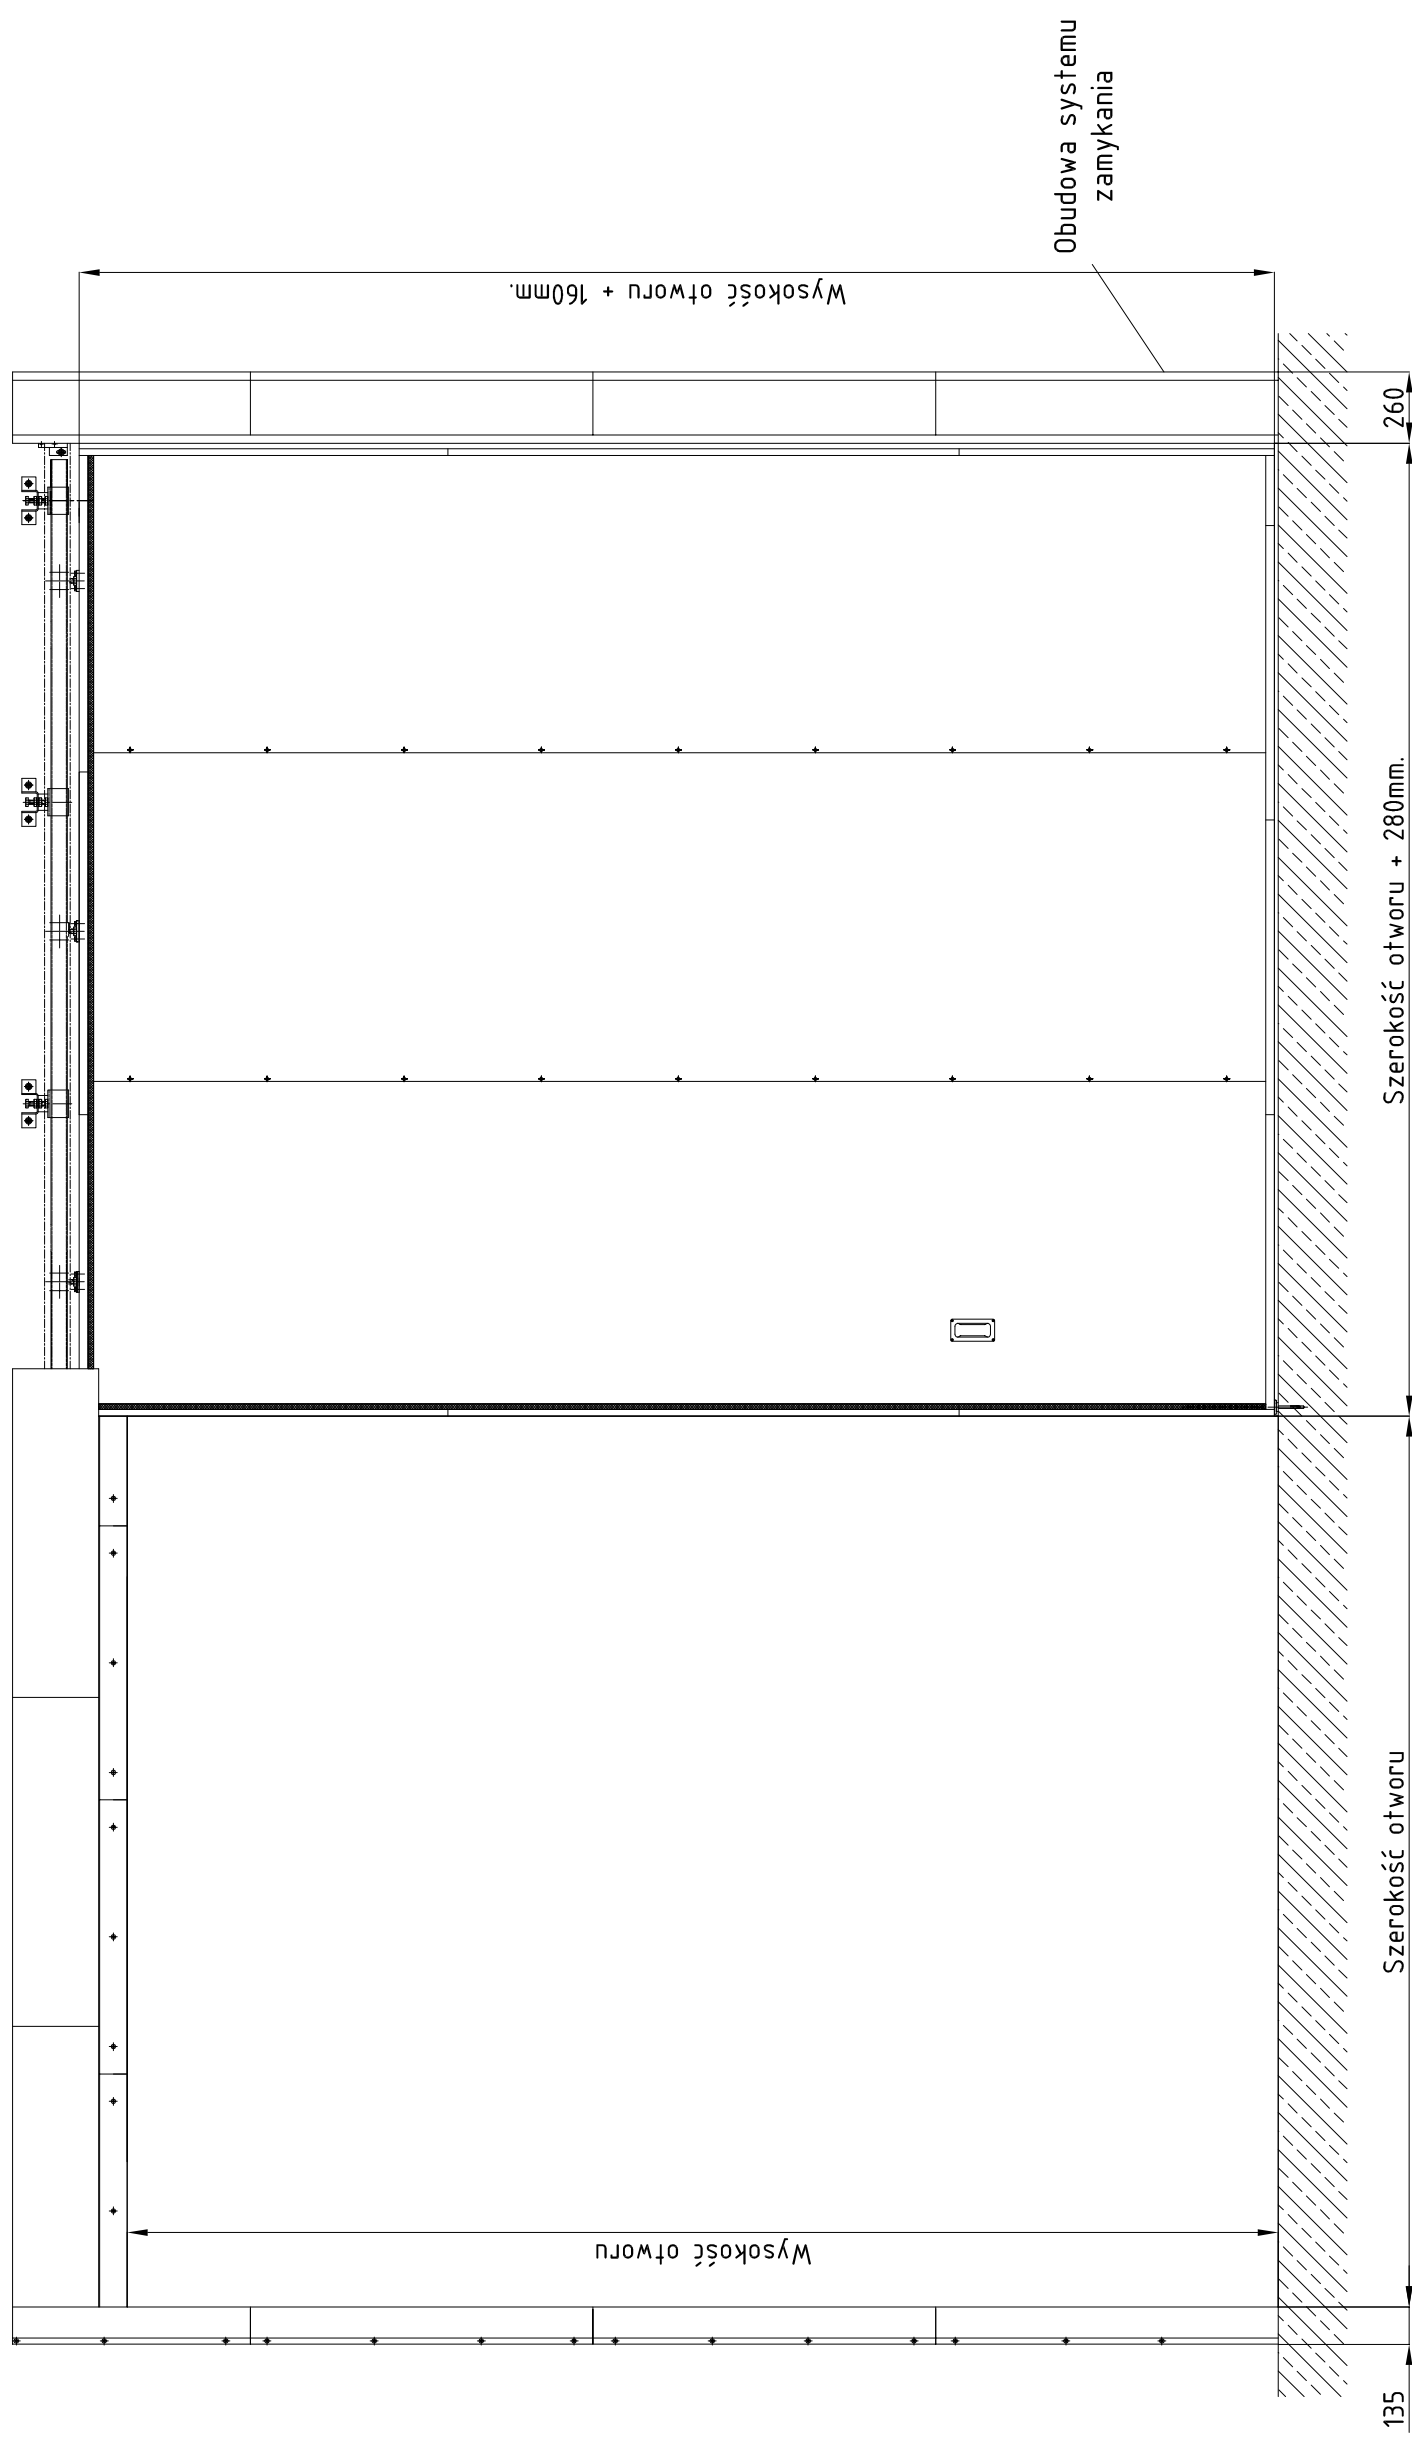 Obudowa systemu
zamykania
Wysokość otworu + 160mm.
260
Szerokość otworu + 280mm.
Szerokość otworu
Wysokość otworu
135